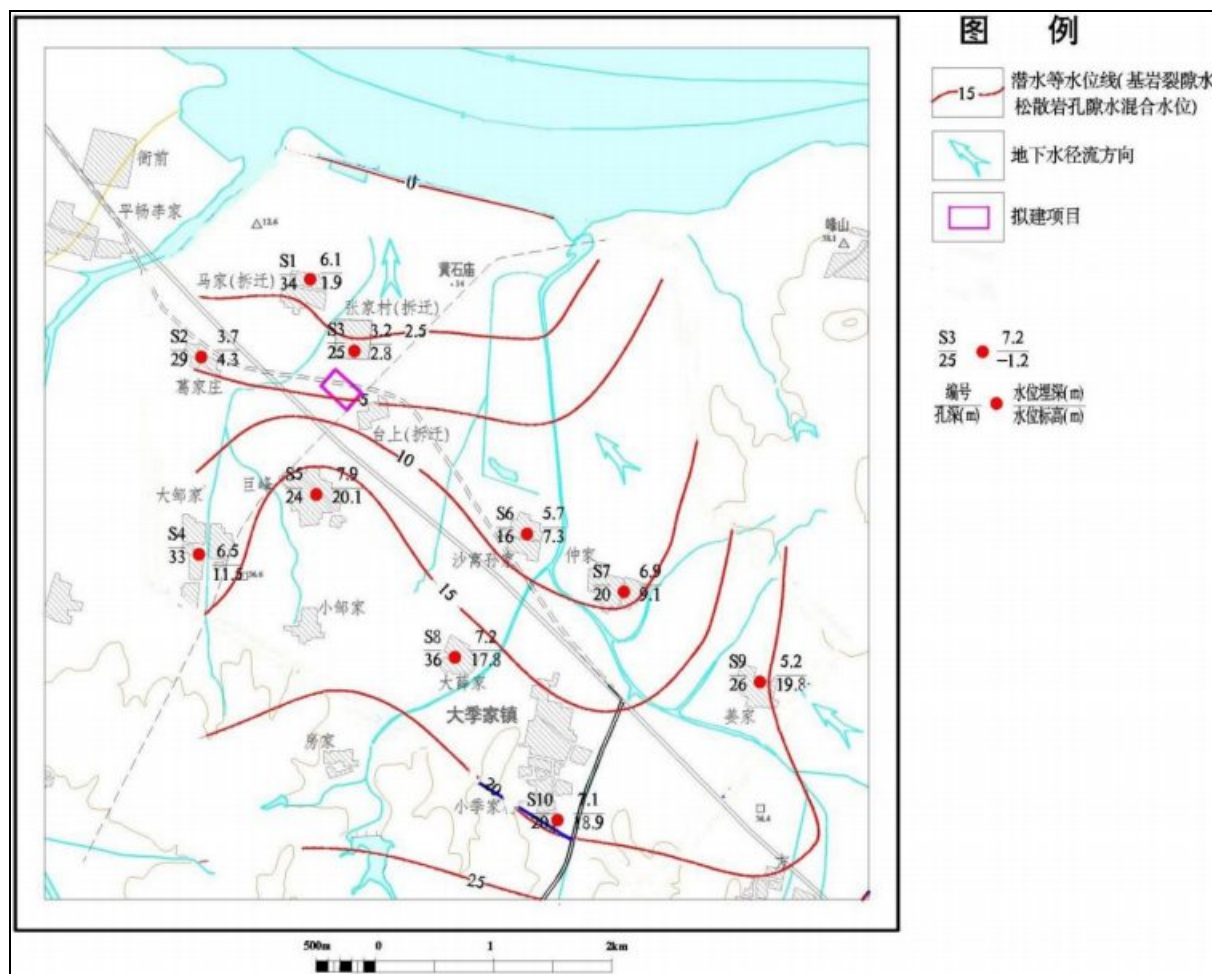 图 例
15
潜水等水位线(基岩裂隙水
松散岩孔隙水混合水位)
地下水径流方向
拟建项目
S3 7.2
25 -1.2
编号 水位埋深(m)
孔深(m) 水位标高(m)
衙前
平杨李家
0
13.6
峰山
S1 6.1
34 1.9
马家(拆迁)
黄石庙
张家村(拆迁)
S3 3.2 2.5
25 2.8
S2 3.7
29 4.3
葛家庄
5
台上(拆迁)
10
大邹家
巨峰
S5 7.9
24 20.1
S4 6.5
33 11.5
S6 5.7
16 7.3
仲家
S7 6.9
20 9.1
15
小邹家
S8 7.2
36 17.8
大薛家
S9 5.2
26 19.8
姜家
大季家镇
房家
20
小季家
S10 7.1
20 18.9
25
500m 0 1 2km